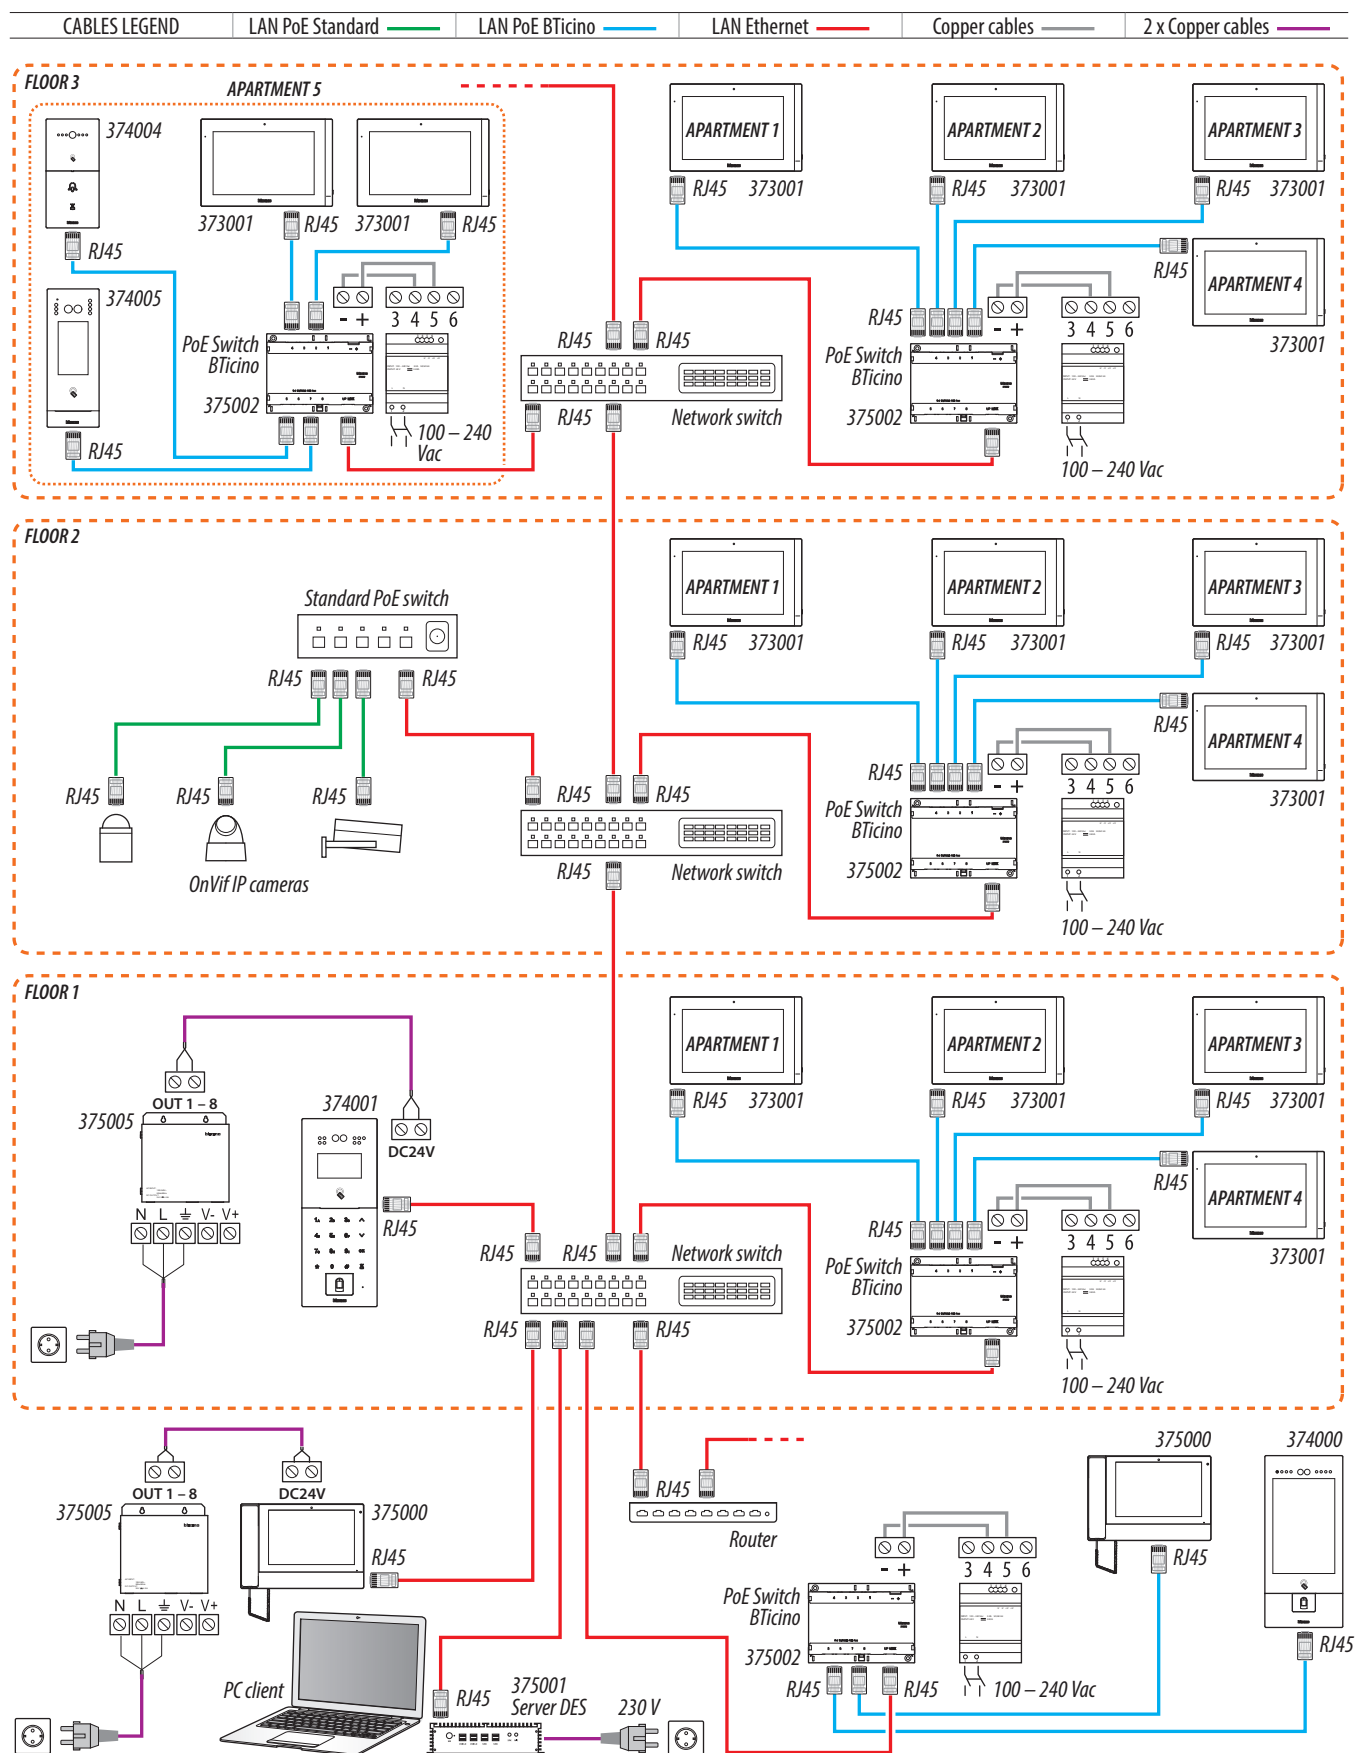 CABLES LEGEND LAN PoE Standard LAN PoE BTicino LAN Ethernet Copper cables 2 x Copper cables
FLOOR 3
APARTMENT 5
374004
RJ45
374005
RJ45
373001 RJ45 373001 RJ45
- + 3 4 5 6
PoE Switch
BTicino
375002
100 – 240
Vac
RJ45 RJ45
RJ45 Network switch
APARTMENT 1
RJ45 373001
APARTMENT 2
RJ45 373001
APARTMENT 3
RJ45 373001
RJ45
APARTMENT 4
373001
RJ45
- + 3 4 5 6
PoE Switch
BTicino
375002
100 – 240 Vac
FLOOR 2
Standard PoE switch
RJ45 RJ45
RJ45 RJ45 RJ45
OnVif IP cameras
RJ45 RJ45
RJ45 Network switch
APARTMENT 1
RJ45 373001
APARTMENT 2
RJ45 373001
APARTMENT 3
RJ45 373001
RJ45
APARTMENT 4
373001
RJ45
- + 3 4 5 6
PoE Switch
BTicino
375002
100 – 240 Vac
FLOOR 1
OUT 1 – 8
375005
N L V- V+
374001
DC24V
RJ45
RJ45 RJ45 Network switch
RJ45 RJ45
APARTMENT 1
RJ45 373001
APARTMENT 2
RJ45 373001
APARTMENT 3
RJ45 373001
RJ45
APARTMENT 4
373001
RJ45
- + 3 4 5 6
PoE Switch
BTicino
375002
100 – 240 Vac
OUT 1 – 8 DC24V
375005
375000
RJ45
N L V- V+
PC client
RJ45
375001
Server DES
230 V
RJ45
Router
- + 3 4 5 6
PoE Switch
BTicino
375002
RJ45 RJ45 100 – 240 Vac
375000
RJ45
374000
RJ45